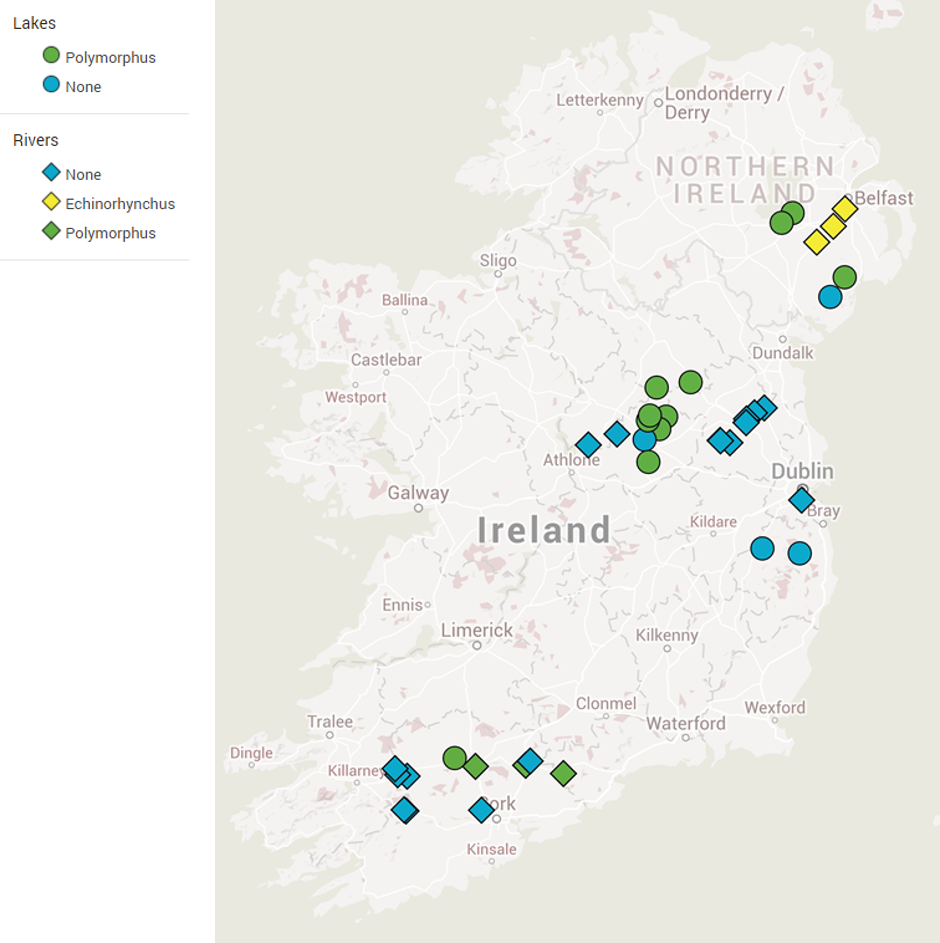 Lakes
Polymorphus
None
Rivers
None
Echinorhynchus
Polymorphus
Letterkenny
Londonderry /
Derry
NORTHERN
IRELAND
Belfast
Sligo
Ballina
Dundalk
Castlebar
Westport
Athlone
Dublin
Galway
Bray
Kildare
Ireland
Ennis
Limerick
Kilkenny
Clonmel
Wexford
Waterford
Tralee
Dingle
Killarney
ork
Kinsale